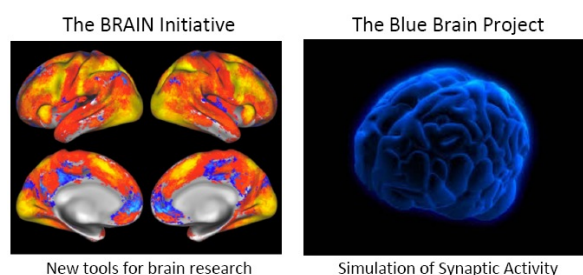 The BRAIN Initiative
The Blue Brain Project
New tools for brain research
Simulation of Synaptic Activity